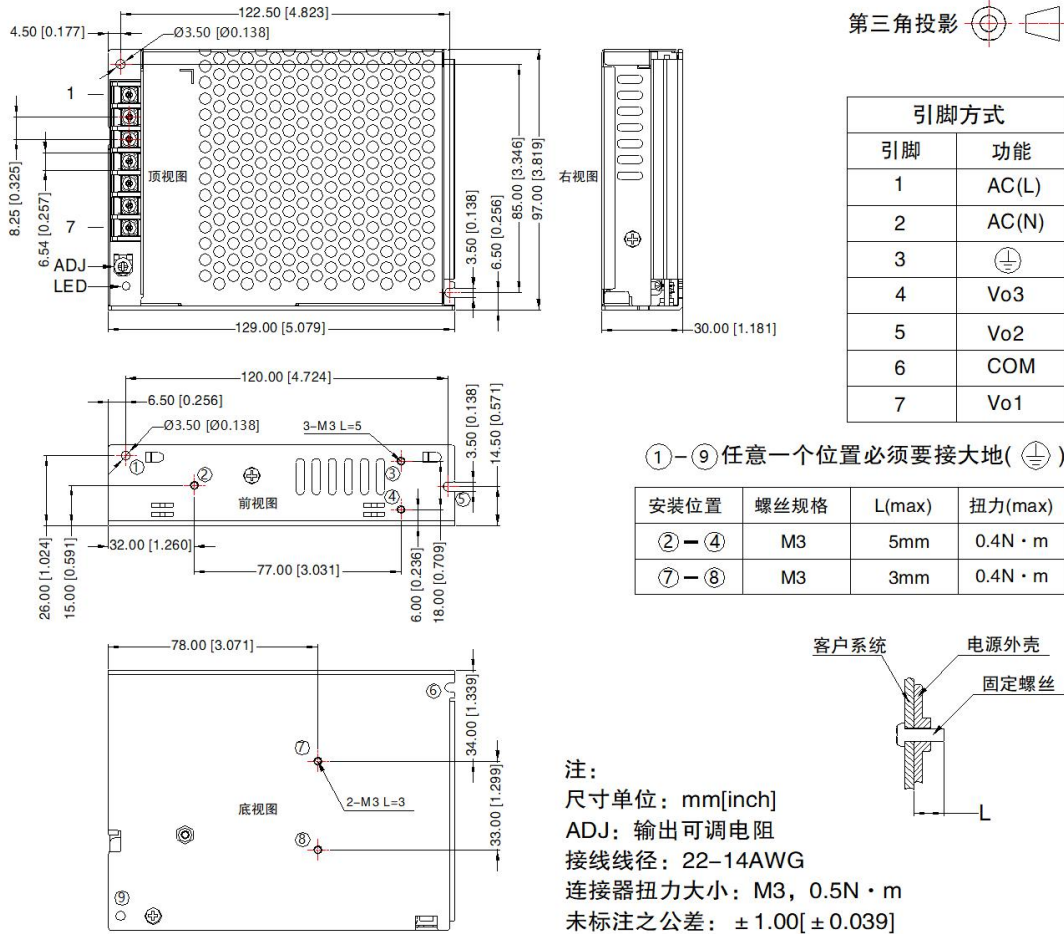 122.50 [4.823]
4.50 [0.177]
Ø3.50 [Ø0.138]
第三角投影
1
8.25 [0.325]
6.54 [0.257]
7
ADJ
LED
顶视图
3.50 [0.138]
6.50 [0.256]
85.00 [3.346]
97.00 [3.819]
129.00 [5.079]
右视图
30.00 [1.181]
引脚方式
引脚 功能
1 AC(L)
2 AC(N)
3
4 Vo3
5 Vo2
6 COM
7 Vo1
120.00 [4.724]
6.50 [0.256]
Ø3.50 [Ø0.138]
3-M3 L=5
3.50 [0.138]
14.50 [0.571]
①
②
③
④
⑤
前视图
26.00 [1.024]
15.00 [0.591]
32.00 [1.260]
77.00 [3.031]
6.00 [0.236]
18.00 [0.709]
①-⑨任意一个位置必须要接大地( )
安装位置 螺丝规格 L(max) 扭力(max)
②-④ M3 5mm 0.4N·m
⑦-⑧ M3 3mm 0.4N·m
78.00 [3.071]
34.00 [1.339]
33.00 [1.299]
⑥
⑦
2-M3 L=3
底视图
⑧
⑨
客户系统
电源外壳
固定螺丝
L
注：
尺寸单位：mm[inch]
ADJ：输出可调电阻
接线线径：22-14AWG
连接器扭力大小：M3，0.5N·m
未标注之公差：±1.00[±0.039]